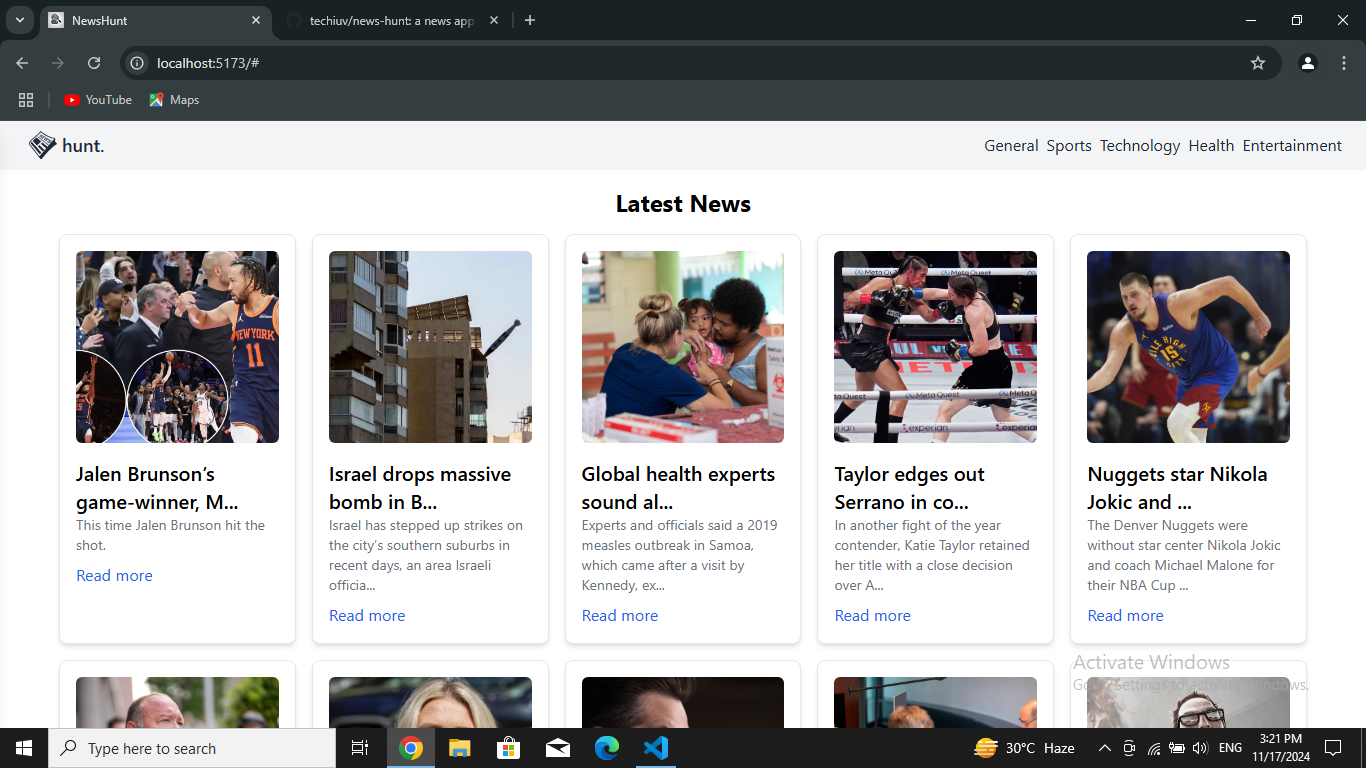 NewsHunt
techiuv/news-hunt: a news app
localhost:5173/#
YouTube
Maps
hunt.
General Sports Technology Health Entertainment
Latest News
NEW YORK
11
Jalen Brunson’s
game-winner, M...
This time Jalen Brunson hit the
shot.
Read more
Israel drops massive
bomb in B...
Israel has stepped up strikes on
the city’s southern suburbs in
recent days, an area Israeli
officia...
Read more
Global health experts
sound al...
Experts and officials said a 2019
measles outbreak in Samoa,
which came after a visit by
Kennedy, ex...
Read more
Meta Quest
Meta Quest
NETFLIX
Meta Quest
Meta Quest
experian
experian
Taylor edges out
Serrano in co...
In another fight of the year
contender, Katie Taylor retained
her title with a close decision
over A...
Read more
MILE HIGH
15
CITY
Nuggets star Nikola
Jokic and ...
The Denver Nuggets were
without star center Nikola Jokic
and coach Michael Malone for
their NBA Cup ...
Read more
Activate Windows
Go to Settings to activate Windows.
Type here to search
30°C Haze
ENG
3:21 PM
11/17/2024